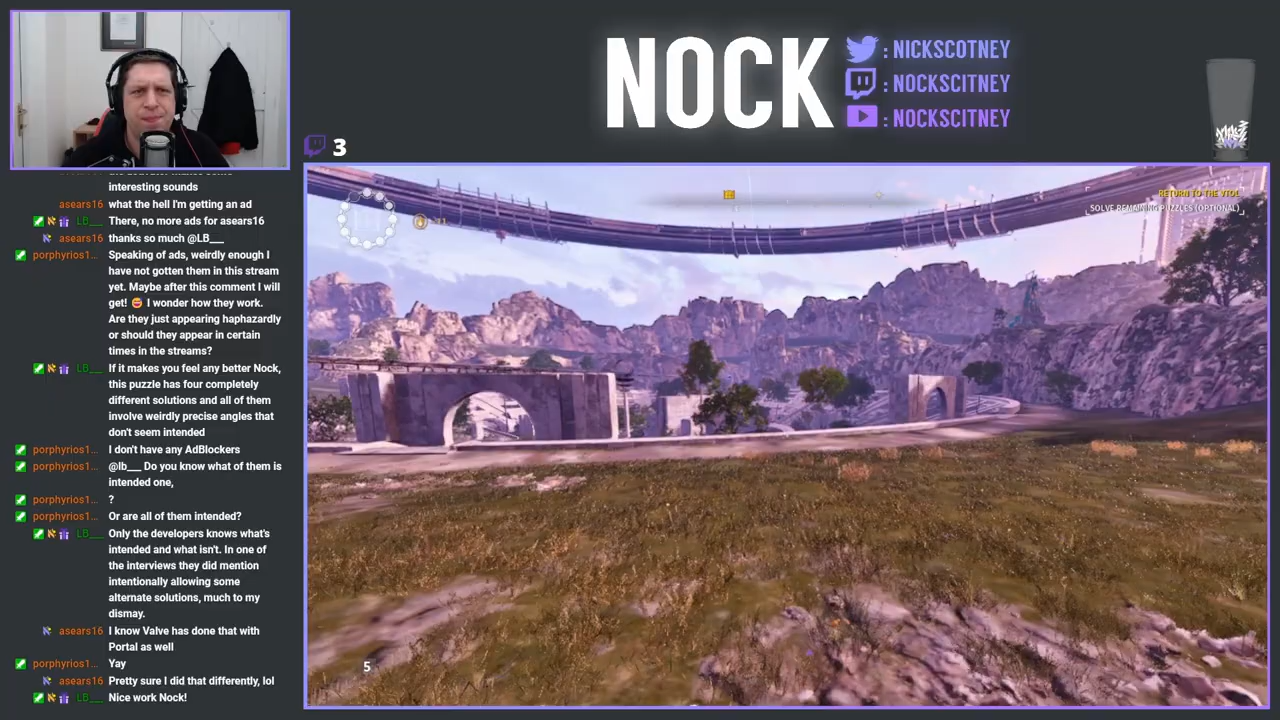 NOCK
: NICKSCOTNEY
: NOCKSCITNEY
: NOCKSCITNEY
3
interesting sounds
asears16 what the hell I'm getting an ad
LB__ There, no more ads for asears16
asears16 thanks so much @LB__
porphyrios1... Speaking of ads, weirdly enough I
have not gotten them in this stream
yet. Maybe after this comment I will
get! 😅 I wonder how they work.
Are they just appearing haphazardly
or should they appear in certain
times in the streams?
LB__ If it makes you feel any better Nock,
this puzzle has four completely
different solutions and all of them
involve weirdly precise angles that
don't seem intended
porphyrios1... I don't have any AdBlockers
porphyrios1... @lb__ Do you know what of them is
intended one,
porphyrios1... ?
porphyrios1... Or are all of them intended?
LB__ Only the developers knows what's
intended and what isn't. In one of
the interviews they did mention
intentionally allowing some
alternate solutions, much to my
dismay.
asears16 I know Valve has done that with
Portal as well
porphyrios1... Yay
asears16 Pretty sure I did that differently, lol
LB__ Nice work Nock!
RETURN TO THE VTOL
SOLVE REMAINING PUZZLES (OPTIONAL)
5